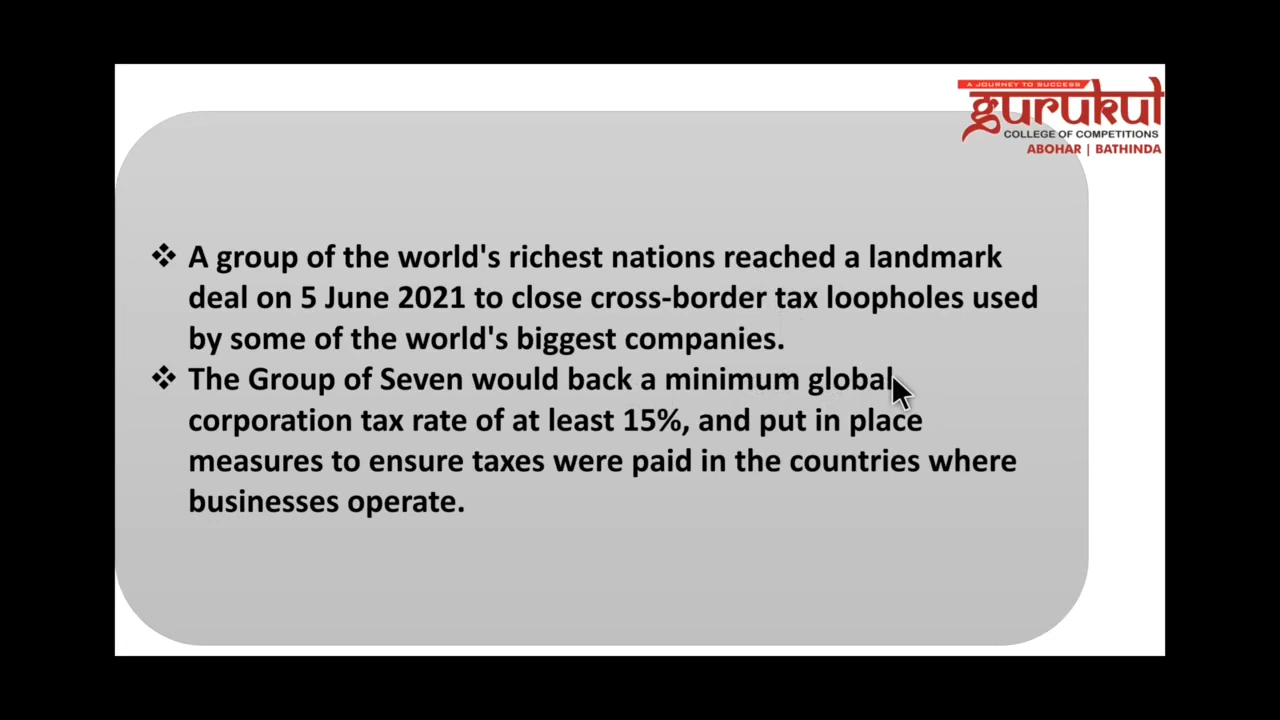 A JOURNEY TO SUCCESS
gurukul
COLLEGE OF COMPETITIONS
ABOHAR | BATHINDA
❖ A group of the world's richest nations reached a landmark
deal on 5 June 2021 to close cross-border tax loopholes used
by some of the world's biggest companies.
❖ The Group of Seven would back a minimum global
corporation tax rate of at least 15%, and put in place
measures to ensure taxes were paid in the countries where
businesses operate.